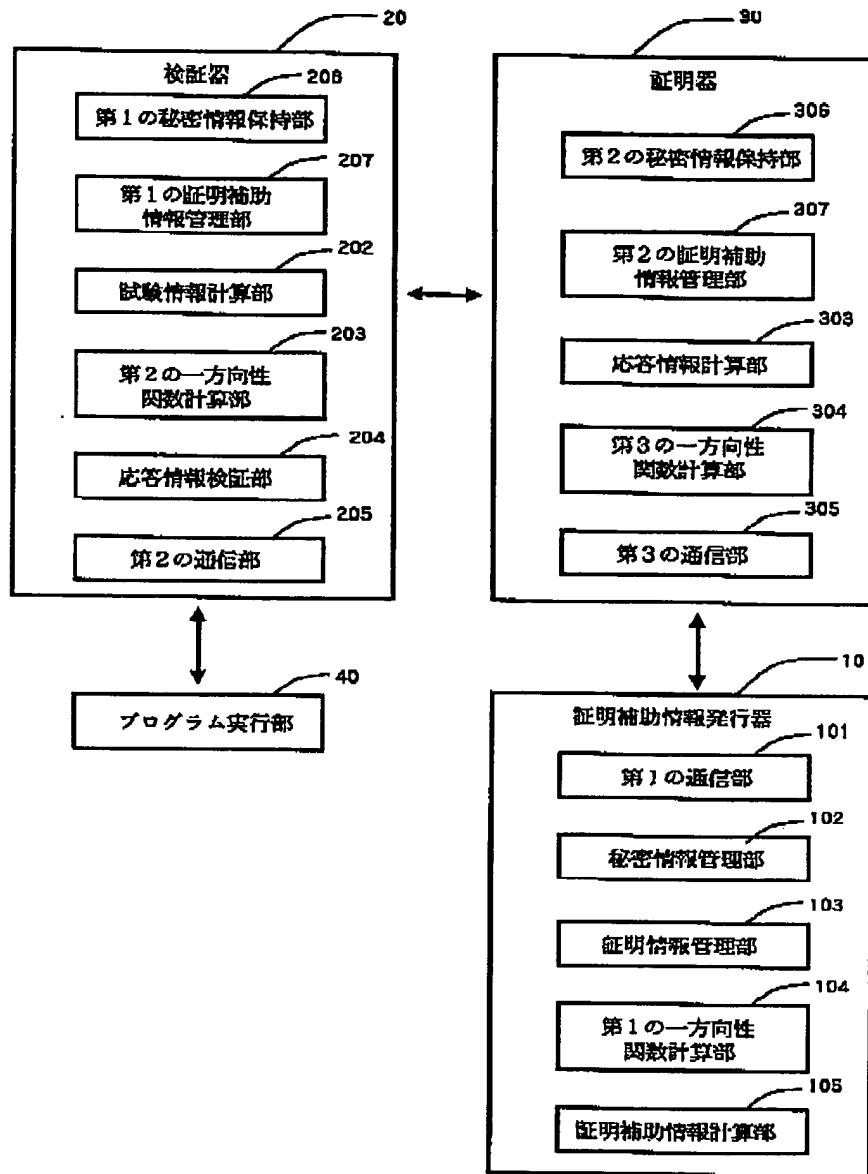 20
検証器
206
第1の秘密情報保持部
207
第1の証明補助
情報管理部
202
試験情報計算部
203
第2の一方向性
関数計算部
204
応答情報検証部
205
第2の通信部
40
プログラム実行部
30
証明器
306
第2の秘密情報保持部
307
第2の証明補助
情報管理部
303
応答情報計算部
304
第3の一方向性
関数計算部
305
第3の通信部
10
証明補助情報発行器
101
第1の通信部
102
秘密情報管理部
103
証明情報管理部
104
第1の一方向性
関数計算部
105
証明補助情報計算部